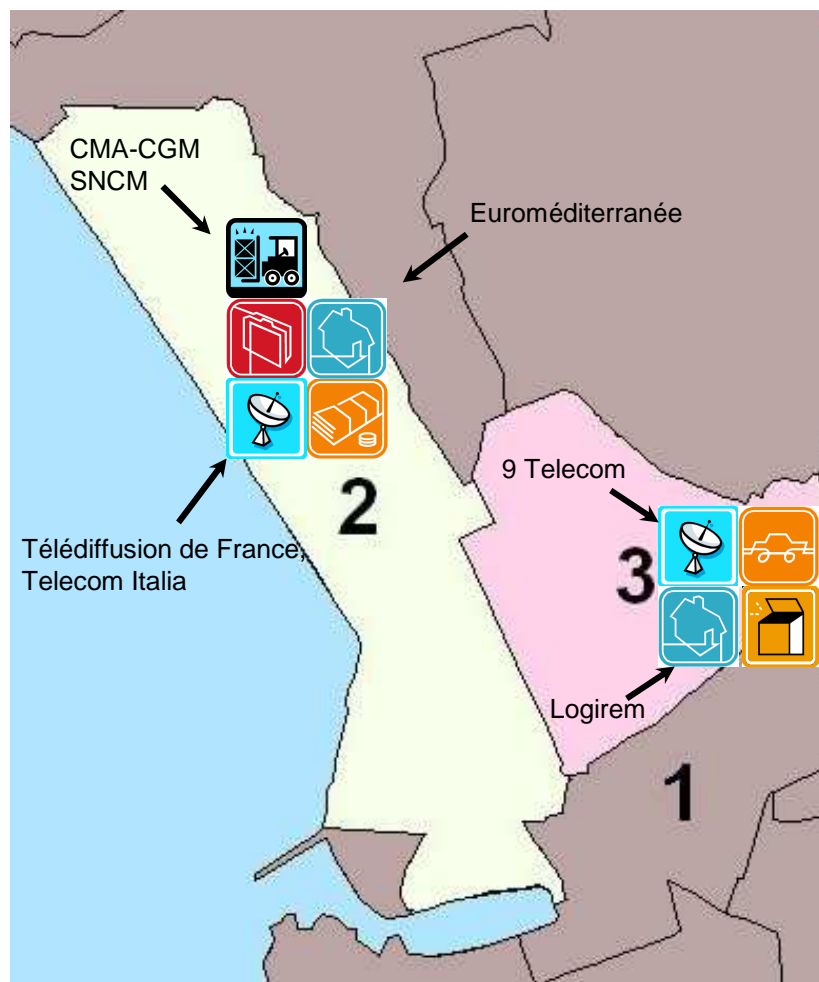 CMA-CGM
SNCM
Euroméditerranée
9 Telecom
2
Télédiffusion de France,
Telecom Italia
3
Logirem
1